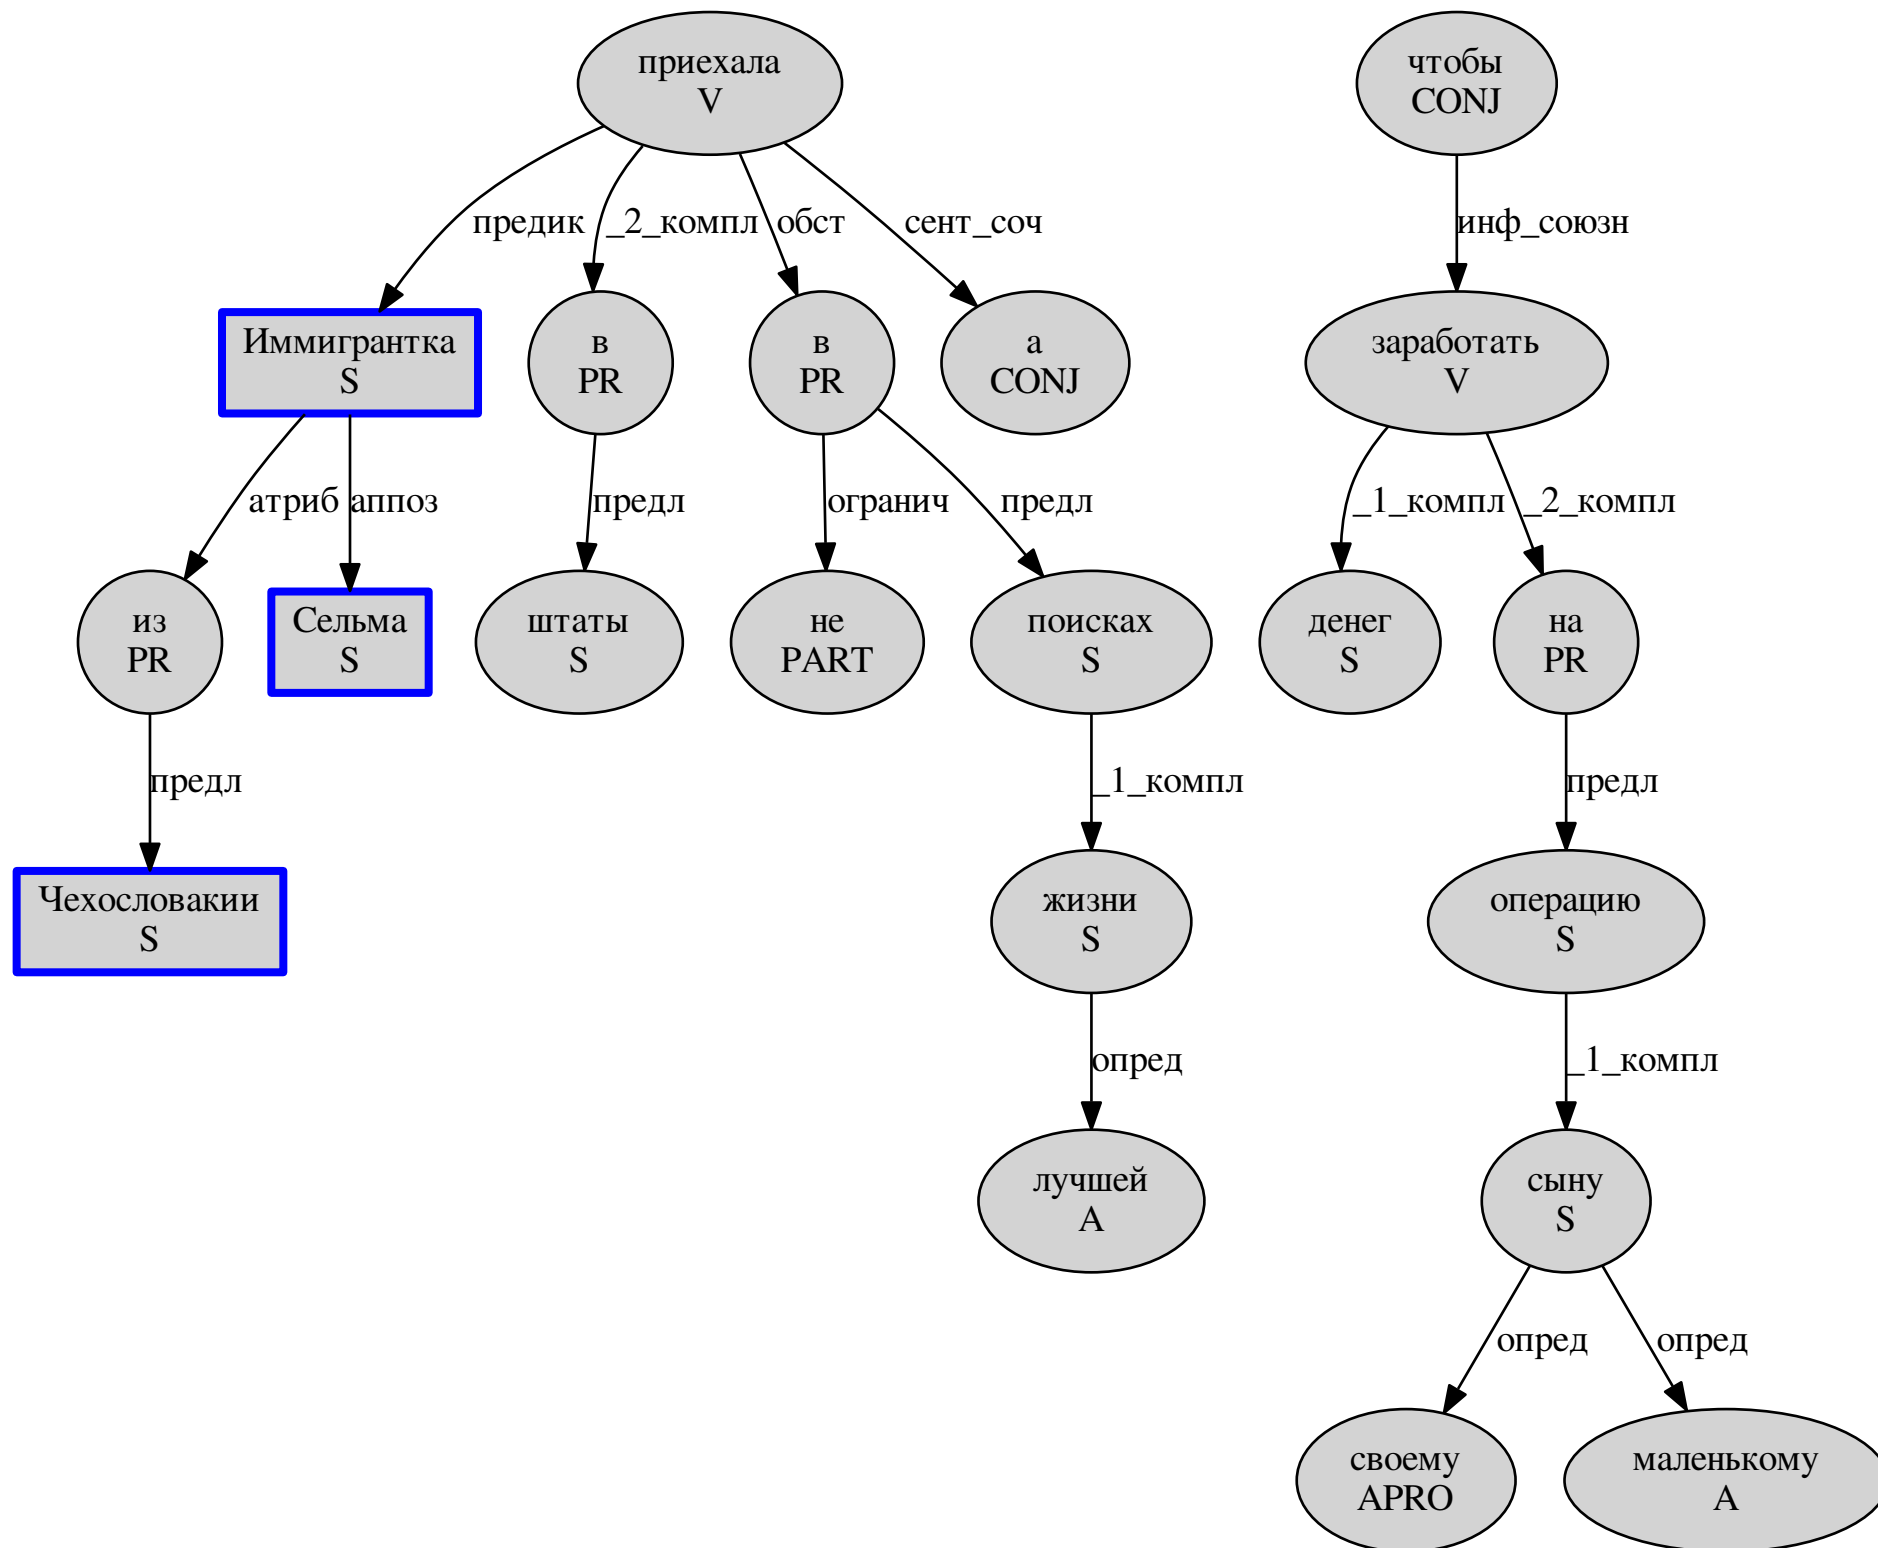 приехала
V
чтобы
CONJ
предик
_2_компл
обст
сент_соч
инф_союзн
Иммигрантка
S
в
PR
в
PR
а
CONJ
заработать
V
атриб
аппоз
предл
огранич
предл
_1_компл
_2_компл
из
PR
Сельма
S
штаты
S
не
PART
поисках
S
денег
S
на
PR
предл
_1_компл
предл
Чехословакии
S
жизни
S
операцию
S
опред
_1_компл
лучшей
A
сыну
S
опред
опред
своему
APRO
маленькому
A